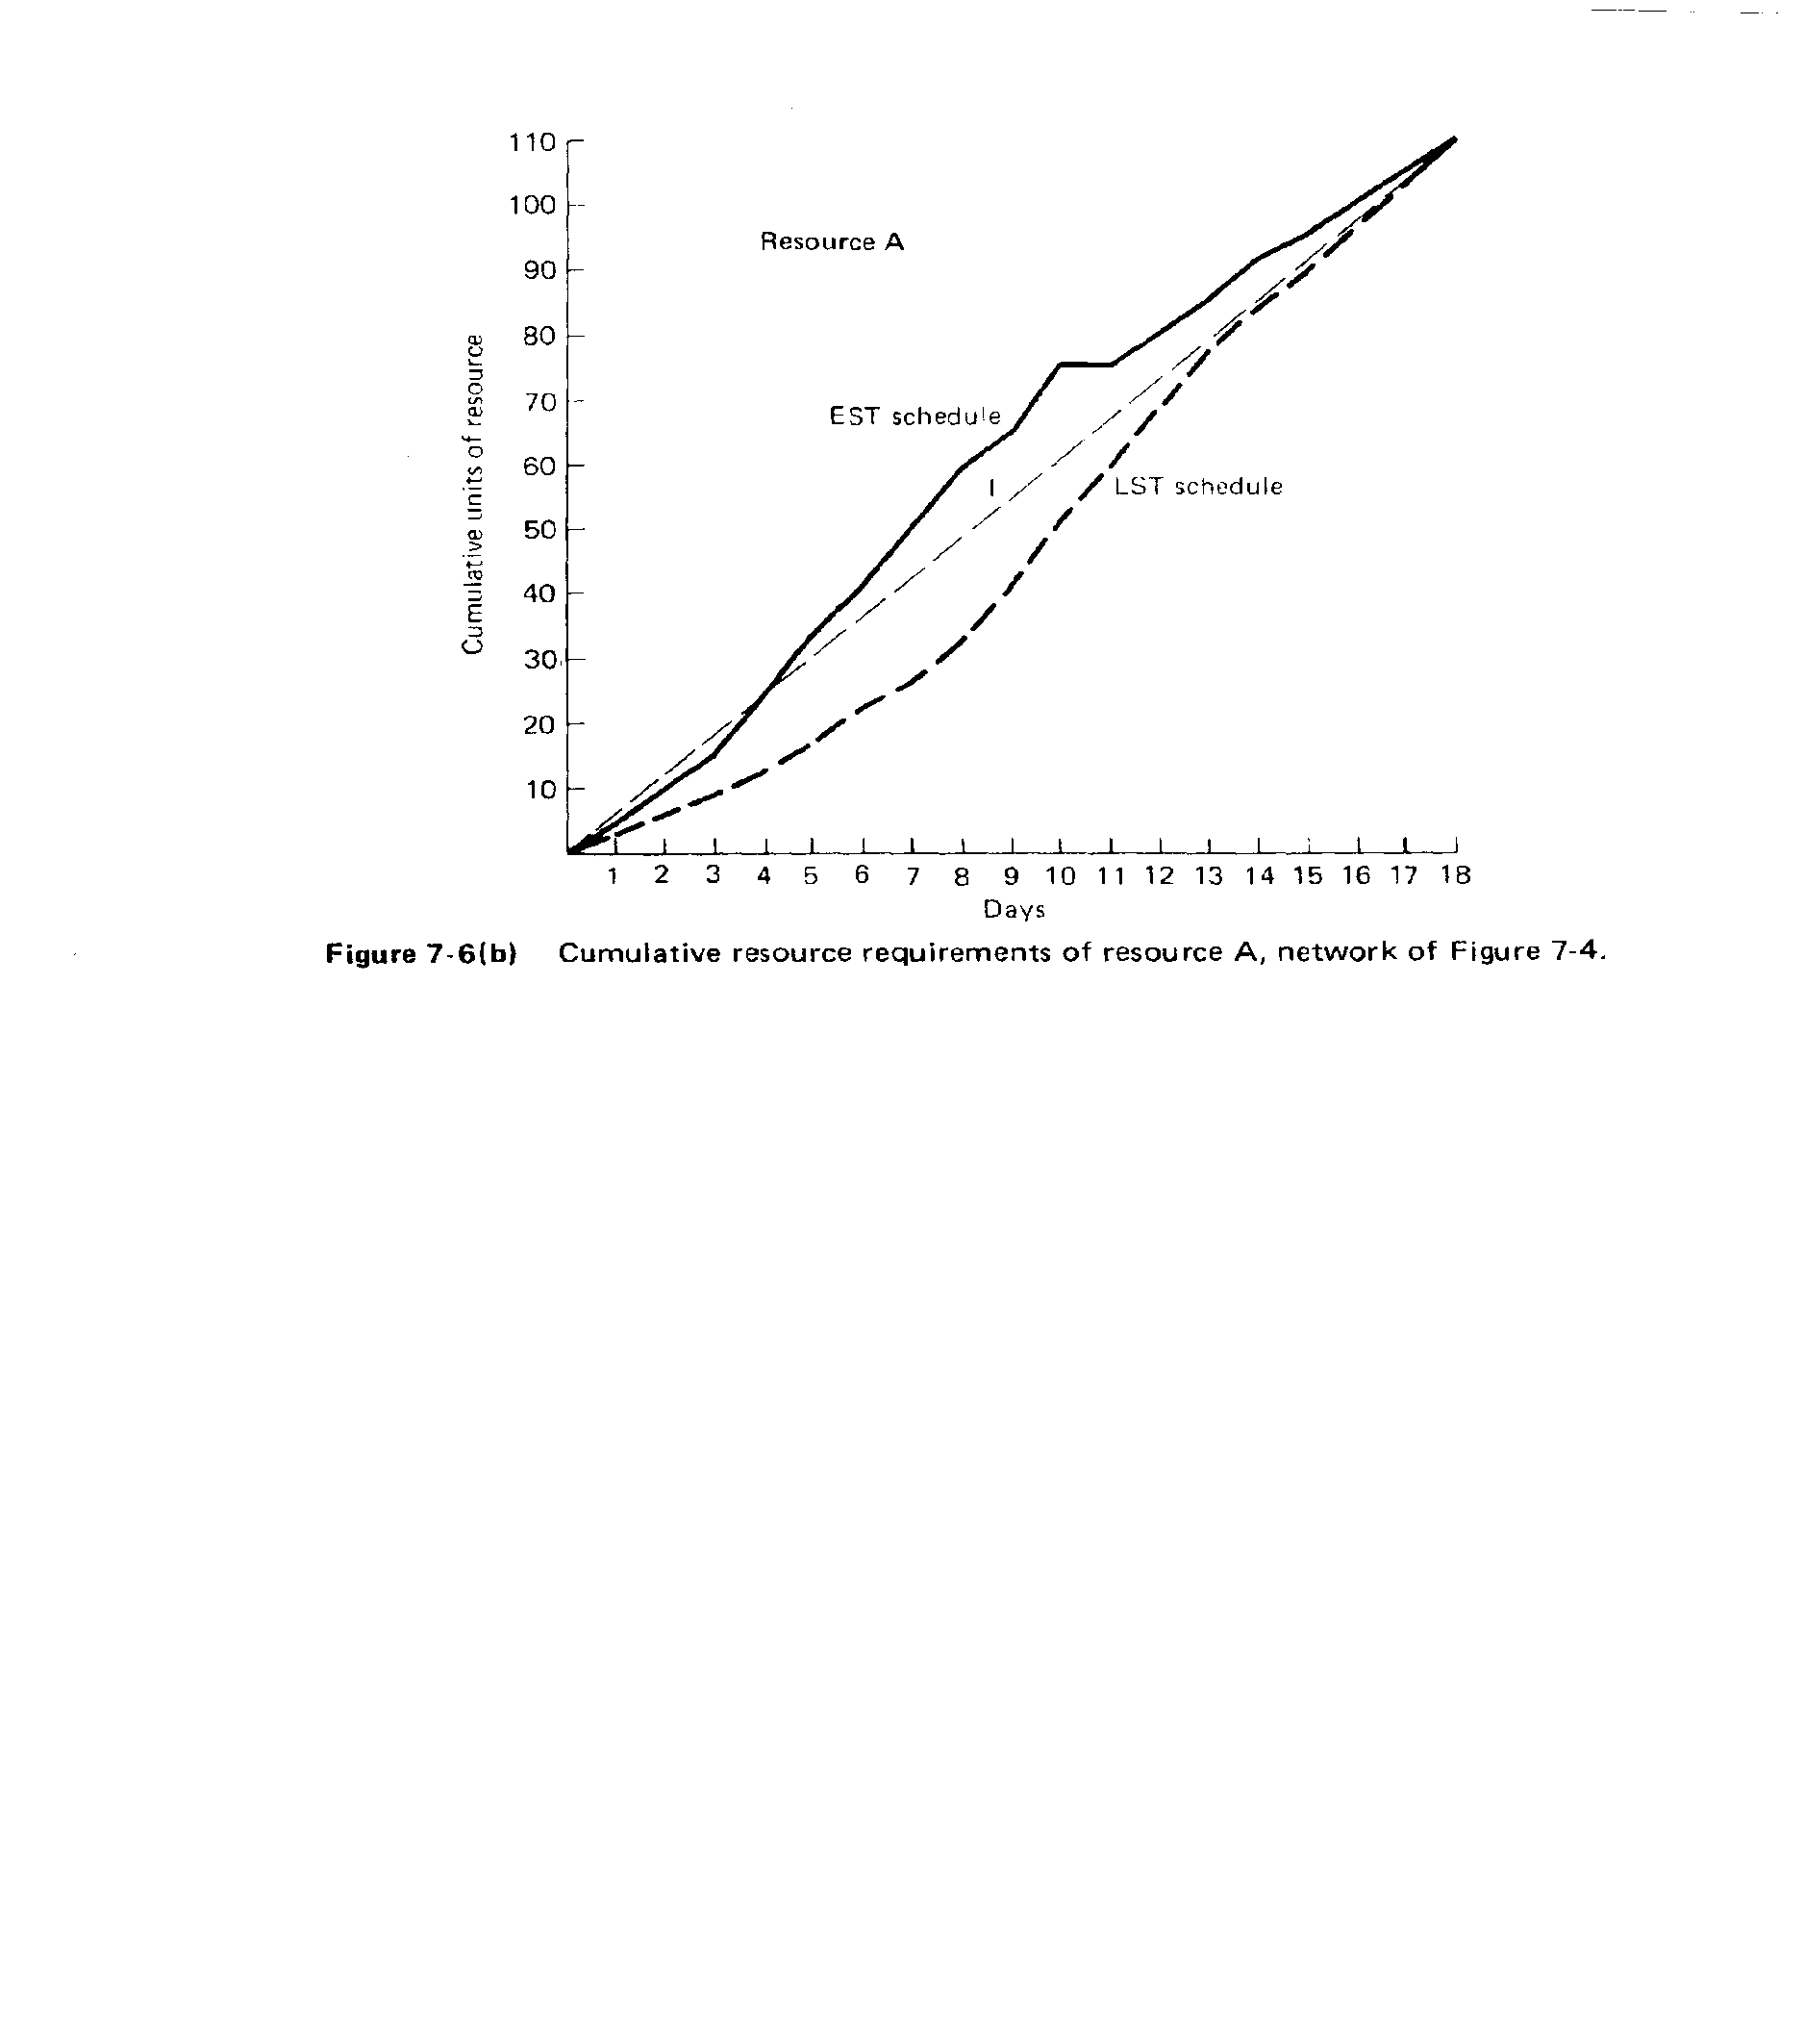 110
100
Resource A
90
80
Cumulative units of resource
70
EST schedule
60
I
LST schedule
50
40
30
20
10
1 2 3 4 5 6 7 8 9 10 11 12 13 14 15 16 17 18
Days
Figure 7-6(b) Cumulative resource requirements of resource A, network of Figure 7-4.